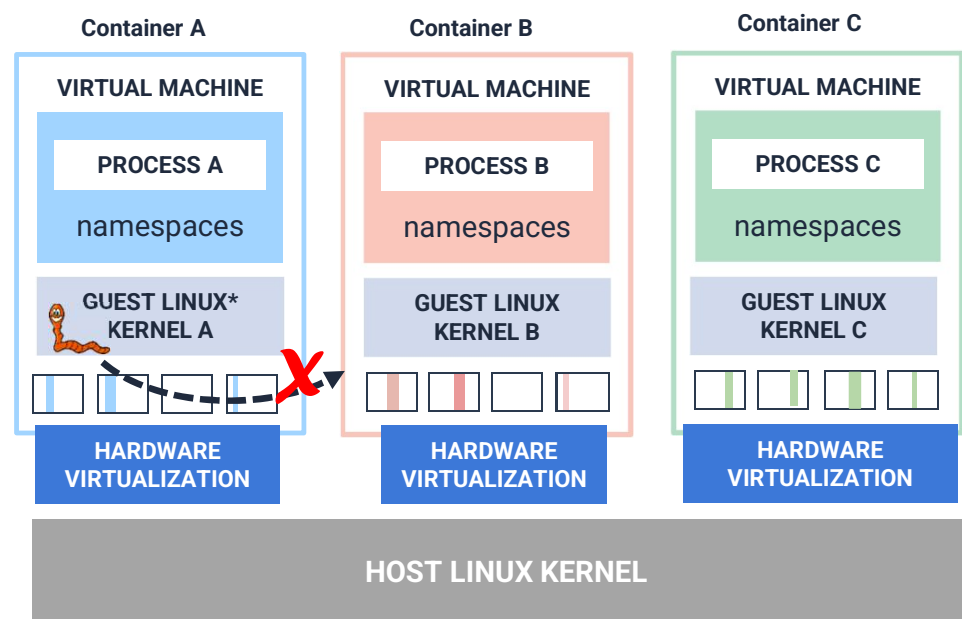 Container A
VIRTUAL MACHINE
PROCESS A
namespaces
GUEST LINUX*
KERNEL A
HARDWARE
VIRTUALIZATION
Container B
VIRTUAL MACHINE
PROCESS B
namespaces
GUEST LINUX
KERNEL B
HARDWARE
VIRTUALIZATION
Container C
VIRTUAL MACHINE
PROCESS C
namespaces
GUEST LINUX
KERNEL C
HARDWARE
VIRTUALIZATION
HOST LINUX KERNEL